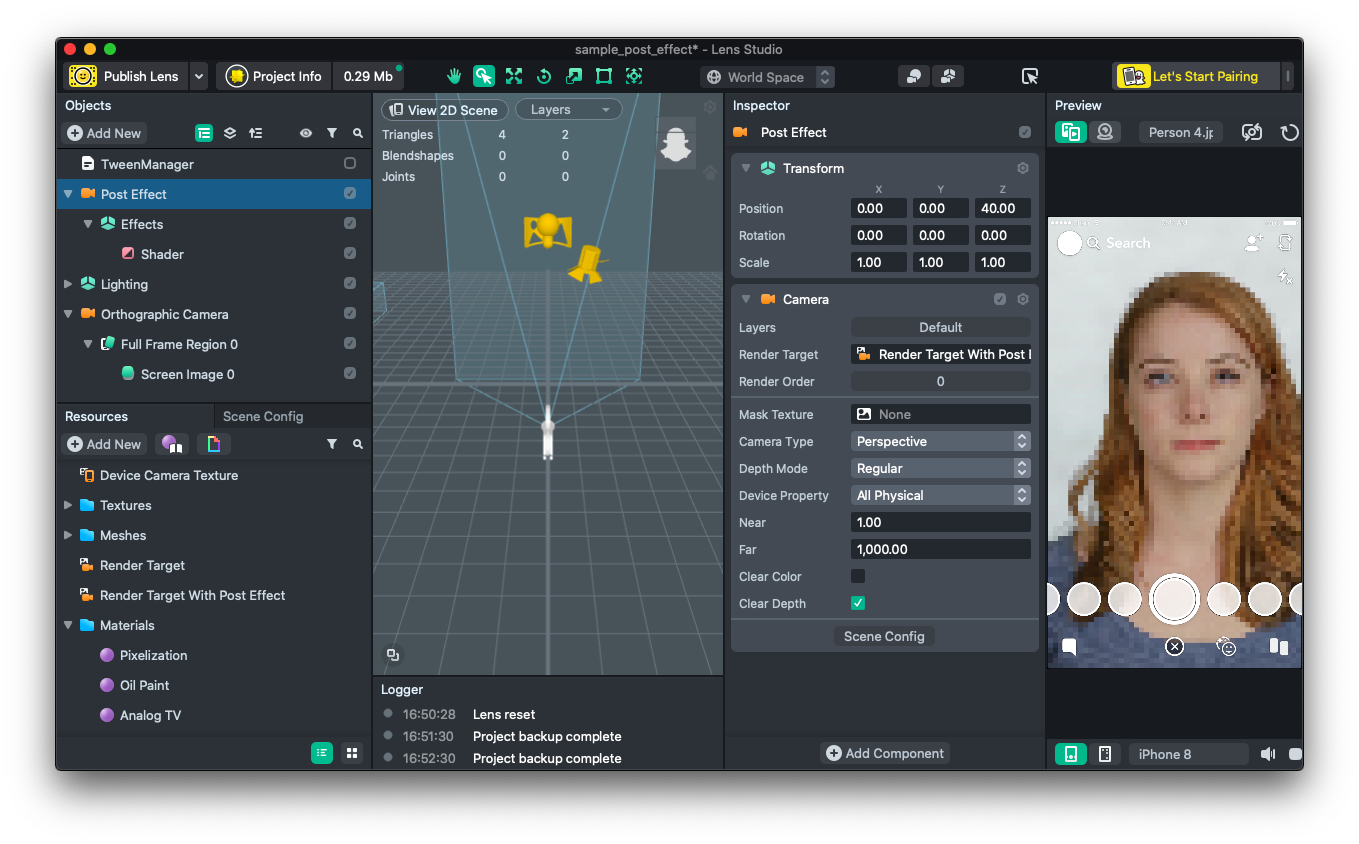 sample_post_effect* - Lens Studio
Publish Lens
Project Info
0.29 Mb
World Space
Let's Start Pairing
Objects
Add New
TweenManager
Post Effect
Effects
Shader
Lighting
Orthographic Camera
Full Frame Region 0
Screen Image 0
Resources
Scene Config
Add New
Device Camera Texture
Textures
Meshes
Render Target
Render Target With Post Effect
Materials
Pixelization
Oil Paint
Analog TV
View 2D Scene
Layers
Triangles 4 2
Blendshapes 0 0
Joints 0 0
Logger
16:50:28 Lens reset
16:51:30 Project backup complete
16:52:30 Project backup complete
Inspector
Post Effect
Transform
X Y Z
Position 0.00 0.00 40.00
Rotation 0.00 0.00 0.00
Scale 1.00 1.00 1.00
Camera
Layers Default
Render Target Render Target With Post
Render Order 0
Mask Texture None
Camera Type Perspective
Depth Mode Regular
Device Property All Physical
Near 1.00
Far 1,000.00
Clear Color
Clear Depth
Scene Config
Add Component
Preview
Person 4.jp
Search
iPhone 8